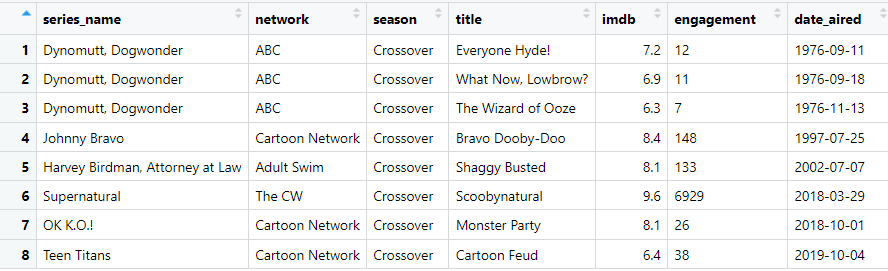 series_name network season title imdb engagement date_aired
1 Dynomutt, Dogwonder ABC Crossover Everyone Hyde! 7.2 12 1976-09-11
2 Dynomutt, Dogwonder ABC Crossover What Now, Lowbrow? 6.9 11 1976-09-18
3 Dynomutt, Dogwonder ABC Crossover The Wizard of Ooze 6.3 7 1976-11-13
4 Johnny Bravo Cartoon Network Crossover Bravo Dooby-Doo 8.4 148 1997-07-25
5 Harvey Birdman, Attorney at Law Adult Swim Crossover Shaggy Busted 8.1 133 2002-07-07
6 Supernatural The CW Crossover Scoobynatural 9.6 6929 2018-03-29
7 OK K.O.! Cartoon Network Crossover Monster Party 8.1 26 2018-10-01
8 Teen Titans Cartoon Network Crossover Cartoon Feud 6.4 38 2019-10-04